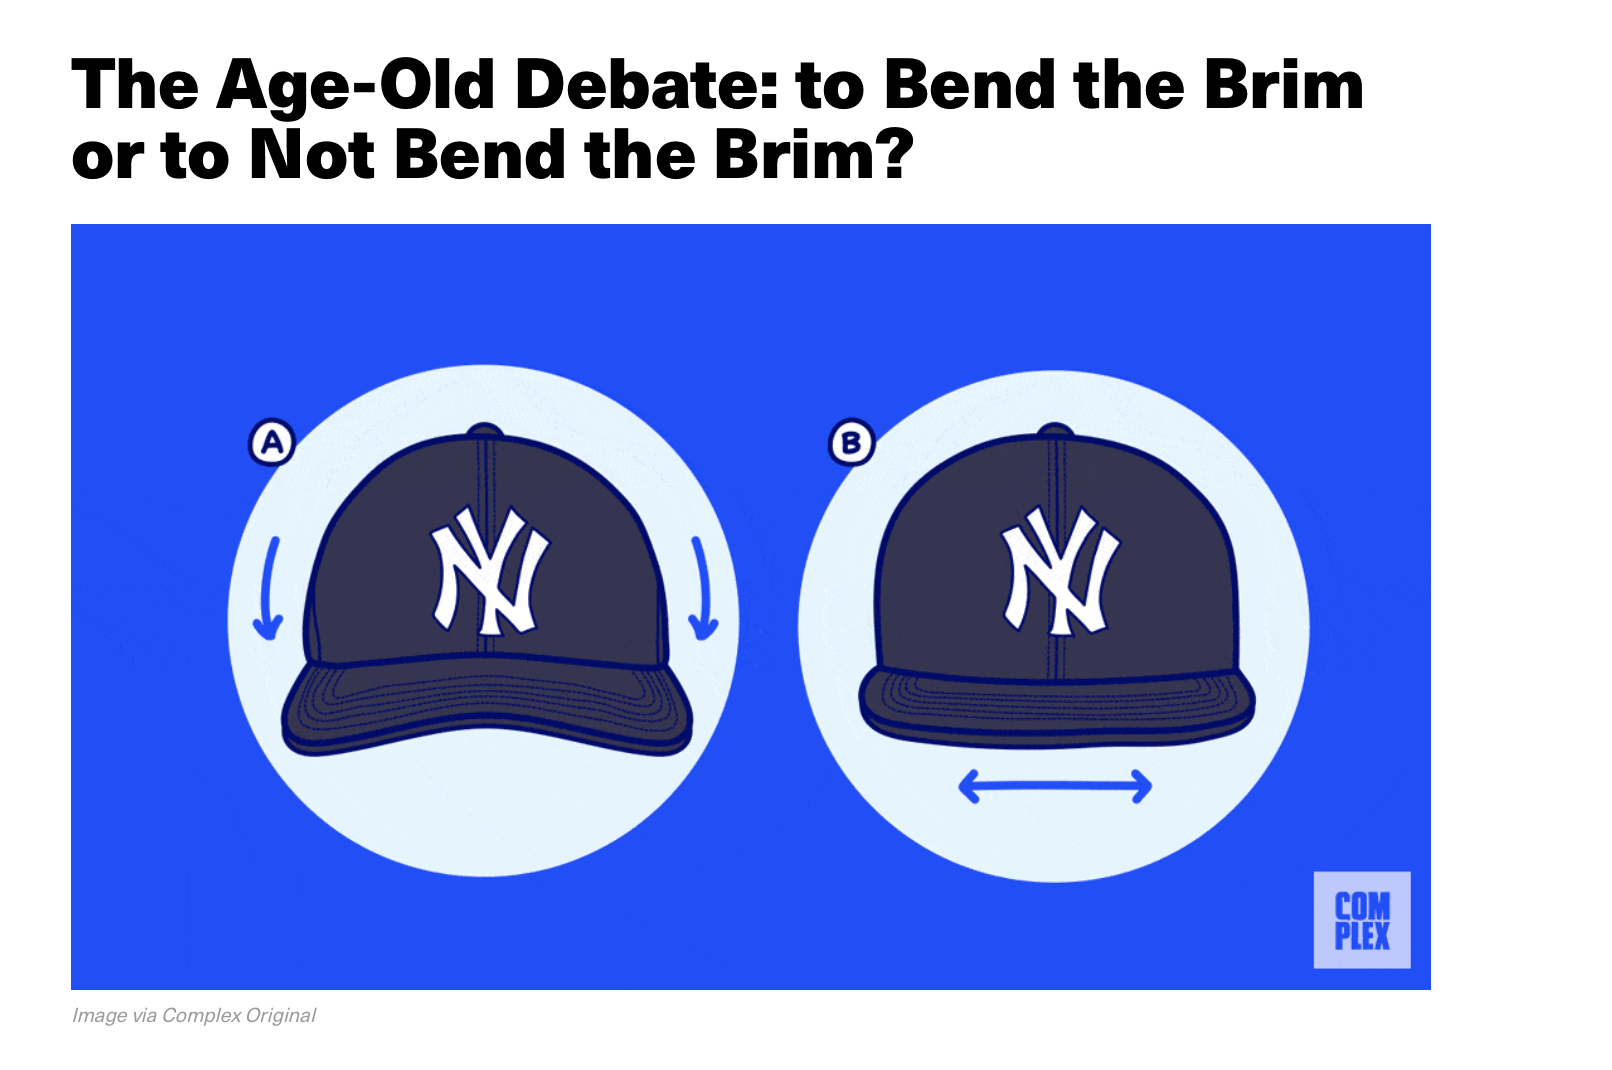 The Age-Old Debate: to Bend the Brim
or to Not Bend the Brim?
A
B
NY
NY
COM
PLEX
Image via Complex Original